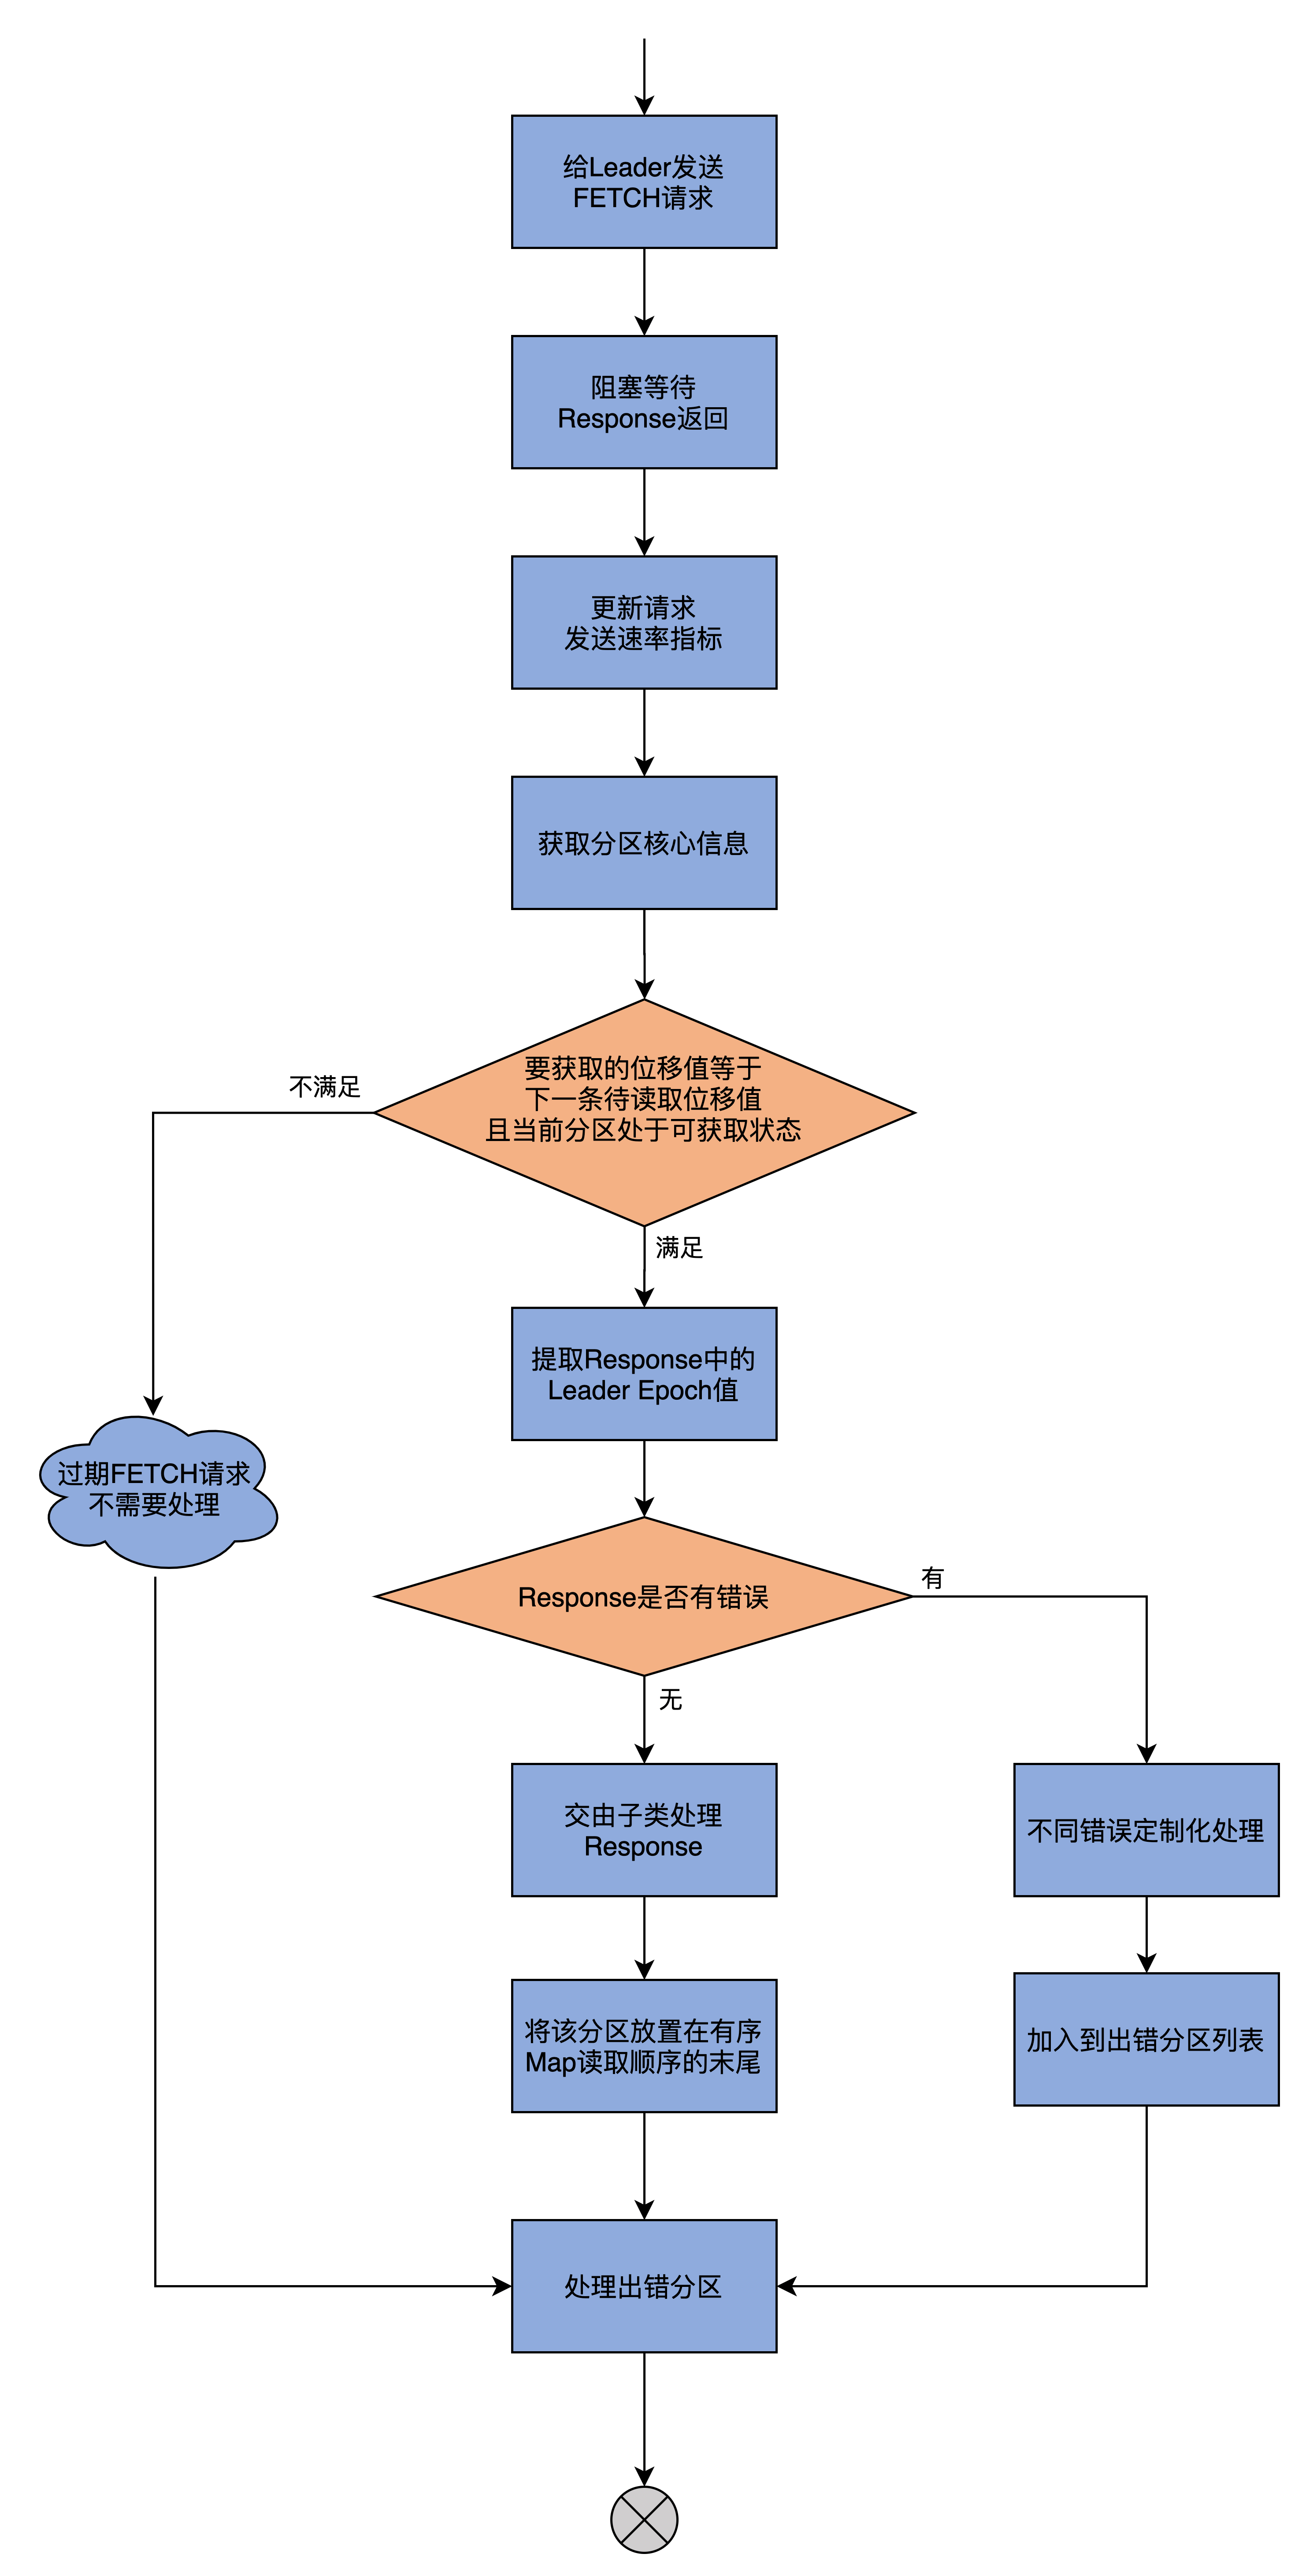 给Leader发送
FETCH请求
阻塞等待
Response返回
更新请求
发送速率指标
获取分区核心信息
要获取的位移值等于
下一条待读取位移值
且当前分区处于可获取状态
不满足
满足
提取Response中的
Leader Epoch值
过期FETCH请求
不需要处理
Response是否有错误
有
无
交由子类处理
Response
不同错误定制化处理
将该分区放置在有序
Map读取顺序的末尾
加入到出错分区列表
处理出错分区